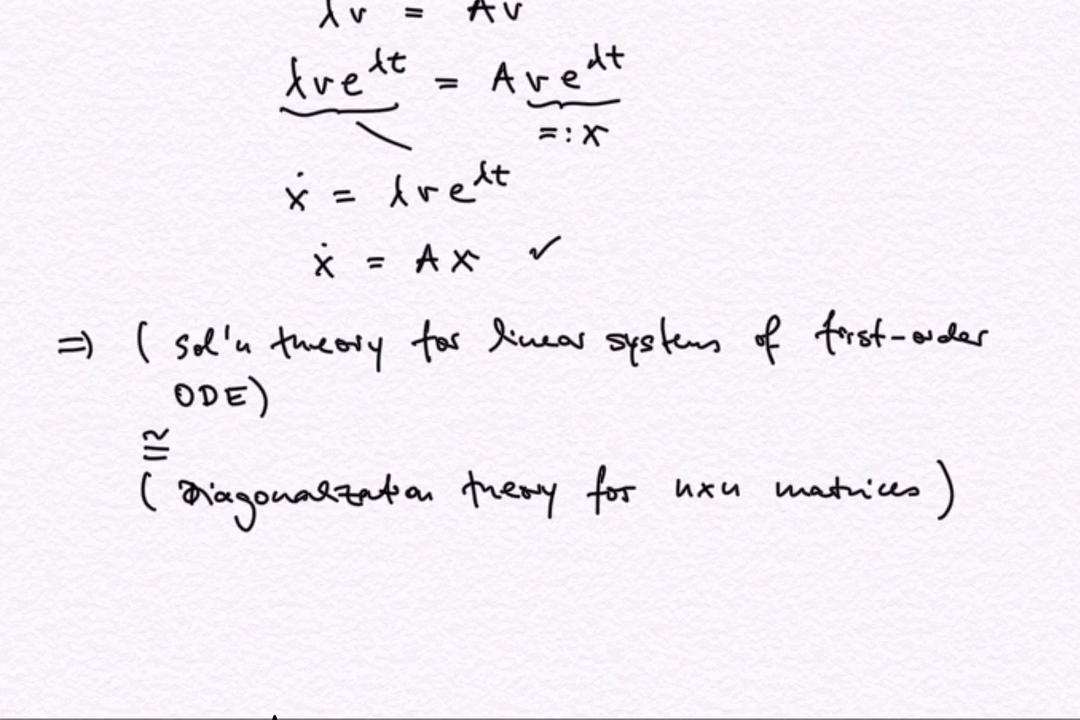 λv = Av
λve^{λt} = Ave^{λt}
=: x
ẋ = λve^{λt}
ẋ = Ax ✓
⇒ ( sol'n theory for linear systems of first-order
ODE)
≅
( Diagonalization theory for n×n matrices )